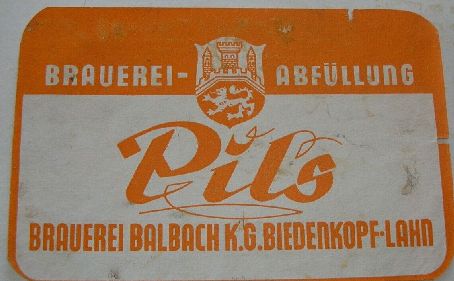 BRAUEREI- ABFÜLLUNG
Pils
BRAUEREI BALBACH K.G. BIEDENKOPF-LAHN